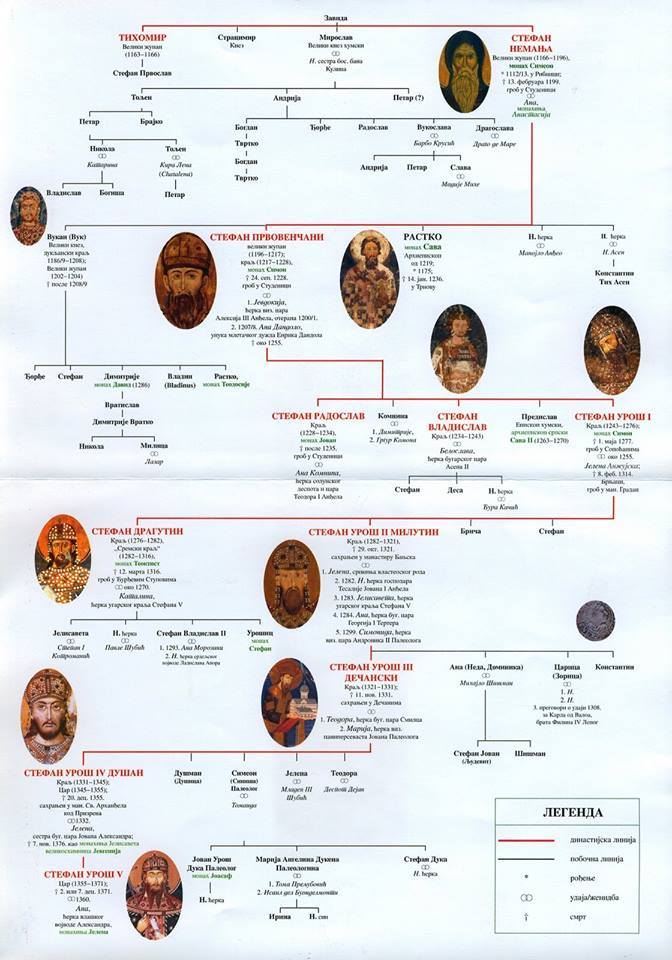 Завида
ТИХОМИР
Велики жупан
(1163–1166)
Стефан Првослав
Страцимир
Кнез
Мирослав
Велики кнез хумски
Н. сестра бос. бана
Кулина
СТЕФАН
НЕМАЊА
Велики жупан (1166–1196),
монах Симеон
* 1112/13. у Рибници;
† 13. фебруара 1199.
гроб у Студеници
Ана,
монахиња
Анастасија
Тољен
Андрија
Петар (?)
Петар
Брајко
Богдан
Твртко
Богдан
Твртко
Ђорђе
Радослав
Вукослава
Барбо Крусић
Драгослава
Драго де Маре
Никола
Катарина
Тољен
Кира Лена
(Chatalena)
Петар
Владислав
Богиша
Андрија
Петар
Слава
Мације Михе
Вукан (Вук)
Велики кнез,
дукљански краљ
1186/9–1208);
Велики жупан
1202–1204)
† после 1208/9
СТЕФАН ПРВОВЕНЧАНИ
велики жупан
(1196–1217);
краљ (1217–1228),
монах Симон
† 24. сеп. 1228.
гроб у Студеници
1. Јевдокија,
ћерка виз. цара
Алексија III Анђела, отерана 1200/1.
2. 1207/8. Ана Дандоло,
унука млетачког дужда Енрика Дандола
† око 1255.
РАСТКО
монах Сава
Архиепископ
од 1219;
* 1175;
† 14. јан. 1236.
у Трнову
Н. ћерка
Манојло Анђео
Н. ћерка
Н. Асен
Константин
Тих Асен
Ђорђе
Стефан
Димитрије
монах Давид (1286)
Вратислав
Димитрије Вратко
Никола
Милица
Лазар
Владин
(Bladinus)
Растко,
монах Теодосије
СТЕФАН РАДОСЛАВ
Краљ
(1228–1234),
монах Јован
† после 1235.
гроб у Студеници
Ана Комнина,
ћерка солунског
деспота и цара
Теодора I Анђела
Комнина
1. Димитрије,
2. Гргур Камона
СТЕФАН
ВЛАДИСЛАВ
Краљ (1234–1243)
Белослава,
ћерка бугарског цара
Асена II
Стефан
Деса
Н. ћерка
Ђура Качић
Предислав
Епископ хумски,
архиепископ српски
Сава II (1263–1270)
СТЕФАН УРОШ I
Краљ (1243–1276);
монах Симон
† 1. маја 1277.
гроб у Сопоћанима
око 1255.
Јелена Анжујска;
† 8. феб. 1314.
Брњаци,
гроб у ман. Градац
СТЕФАН ДРАГУТИН
Краљ (1276–1282),
„Сремски краљ“
(1282–1316),
монах Теоктист
† 12. марта 1316.
гроб у Ђурђевим Ступовима
око 1270.
Каталина,
ћерка угарског краља Стефана V
СТЕФАН УРОШ II МИЛУТИН
Краљ (1282–1321),
† 29. окт. 1321.
сахрањен у манастиру Бањска
1. Јелена, српкиња властеоског рода
2. 1282. Н. ћерка господара
Тесалије Јована I Анђела
3. 1283. Јелисавета, ћерка
угарског краља Стефана V
4. 1284. Ана, ћерка буг. цара
Георгија I Тертера
5. 1299. Симонида, ћерка
виз. цара Андроника II Палеолога
Брнча
Стефан
Јелисавета
Стефан I
Котроманић
Н. ћерка
Павле Шубић
Стефан Владислав II
1. 1293. Ана Морозини
2. Н. ћерка ердељског
војводе Ладислава Апора
Урошиц
монах
Стефан
СТЕФАН УРОШ III
ДЕЧАНСКИ
Краљ (1321–1331);
† 11. нов. 1331.
сахрањен у Дечанима
1. Теодора, ћерка буг. цара Смилца
2. Марија, ћерка виз.
панинерсеваста Јована Палеолога
Ана (Неда, Доминика)
Михајло Шишман
Стефан Јован
(Људевит)
Шишман
Царица
(Зорица)
1. Н.
2. Н.
3. преговори о удаји 1308.
за Карла од Валоа,
брата Филипа IV Лепог
Константин
СТЕФАН УРОШ IV ДУШАН
Краљ (1331–1345);
Цар (1345–1355);
† 20. дец. 1355.
сахрањен у ман. Св. Арханђела
код Призрена
1332.
Јелена,
сестра буг. цара Јована Александра;
† 7. нов. 1376. као монахиња Јелисавета
великосхимница Јевгенија
Душман
(Душица)
Симеон
(Синиша)
Палеолог
Томаида
Јелена
Младен III
Шубић
Теодора
Деспот Дејан
СТЕФАН УРОШ V
Цар (1355–1371);
† 2. или 7. дец. 1371.
1360.
Ана,
ћерка влашког
војводе Александра,
монахиња Јелена
Јован Урош
Дука Палеолог
монах Јоасаф
Н. ћерка
Марија Ангелина Дукена
Палеологина
1. Тома Прелубовић
2. Исаило дел Буонделмонти
Ирина
Н. син
Стефан Дука
Н. ћерка
ЛЕГЕНДА
династијска линија
побочна линија
* рођење
удаја/женидба
† смрт